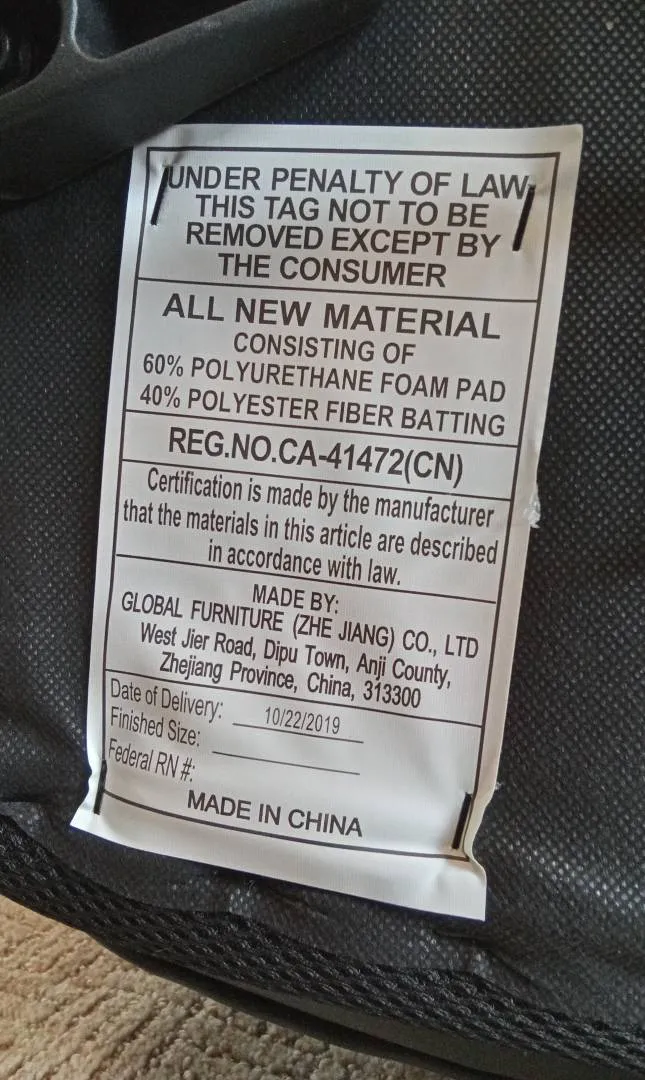 UNDER PENALTY OF LAW
THIS TAG NOT TO BE
REMOVED EXCEPT BY
THE CONSUMER
ALL NEW MATERIAL
CONSISTING OF
60% POLYURETHANE FOAM PAD
40% POLYESTER FIBER BATTING
REG.NO.CA-41472(CN)
Certification is made by the manufacturer
that the materials in this article are described
in accordance with law.
MADE BY:
GLOBAL FURNITURE (ZHE JIANG) CO., LTD
West Jier Road, Dipu Town, Anji County,
Zhejiang Province, China, 313300
Date of Delivery: 10/22/2019
Finished Size:
Federal RN #:
MADE IN CHINA